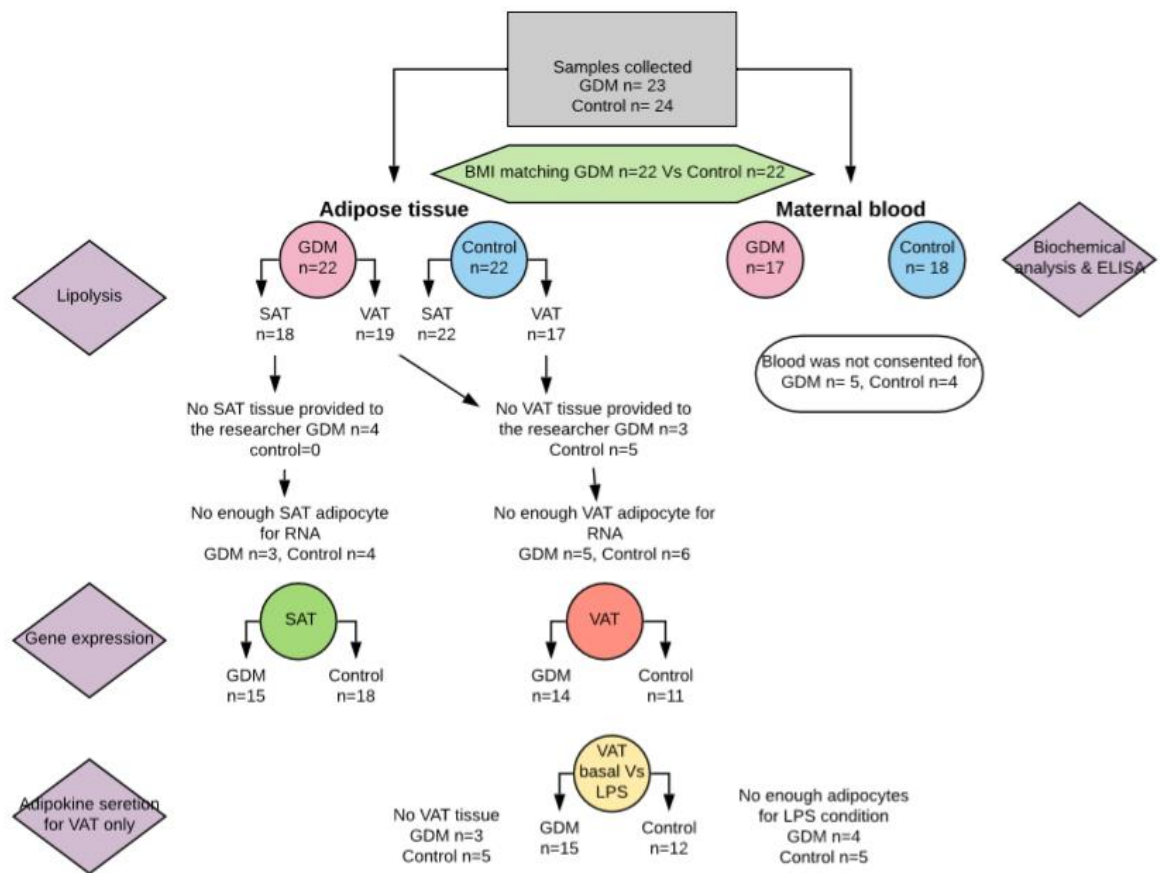 Samples collected
GDM n= 23
Control n= 24
BMI matching GDM n=22 Vs Control n=22
Adipose tissue
Maternal blood
GDM
n=22
Control
n=22
GDM
n=17
Control
n= 18
Biochemical
analysis & ELISA
Lipolysis
SAT
n=18
VAT
n=19
SAT
n=22
VAT
n=17
Blood was not consented for
GDM n= 5, Control n=4
No SAT tissue provided to
the researcher GDM n=4
control=0
No VAT tissue provided to
the researcher GDM n=3
Control n=5
No enough SAT adipocyte
for RNA
GDM n=3, Control n=4
No enough VAT adipocyte for
RNA
GDM n=5, Control n=6
Gene expression
SAT
GDM
n=15
Control
n=18
VAT
GDM
n=14
Control
n=11
Adipokine seretion
for VAT only
No VAT tissue
GDM n=3
Control n=5
VAT
basal Vs
LPS
GDM
n=15
Control
n=12
No enough adipocytes
for LPS condition
GDM n=4
Control n=5